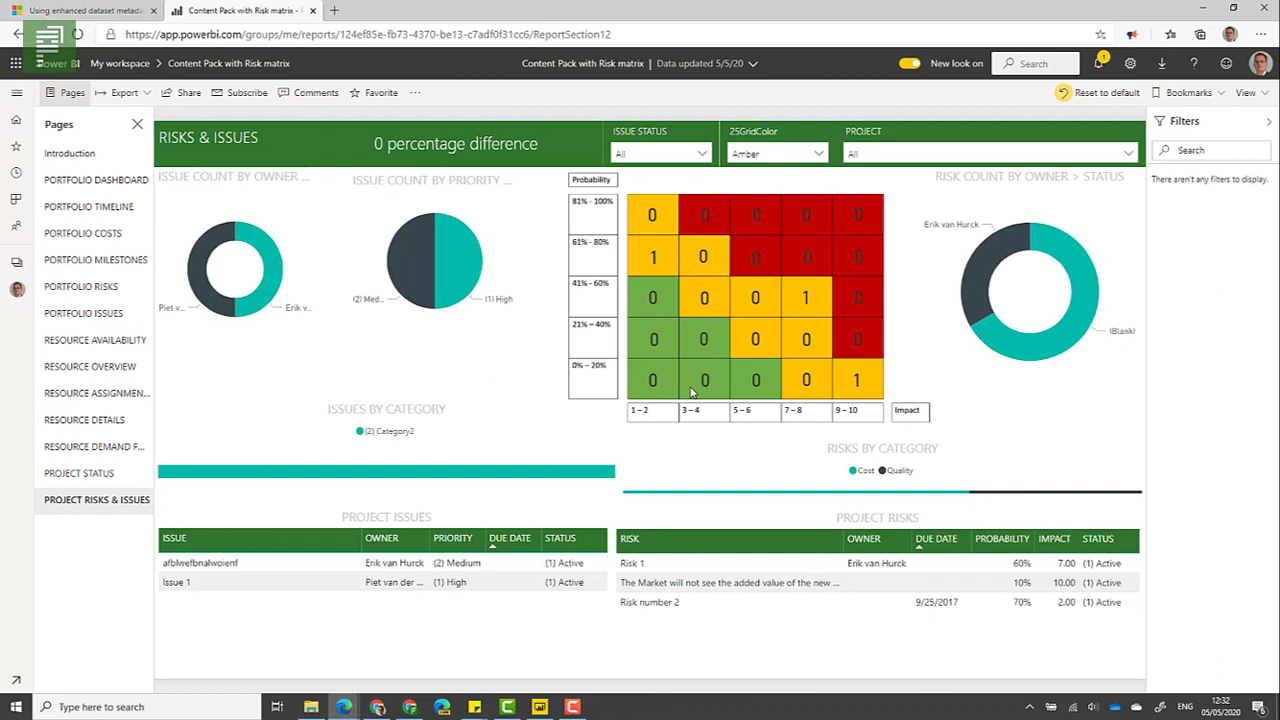 Using enhanced dataset metada
Content Pack with Risk matrix -
https://app.powerbi.com/groups/me/reports/124ef85e-fb73-4370-be13-c7adf0f31cc6/ReportSection12
Power BI
My workspace > Content Pack with Risk matrix
Content Pack with Risk matrix | Data updated 5/5/20
New look on
Search
1
Pages
Export
Share
Subscribe
Comments
Favorite
Reset to default
Bookmarks
View
Pages
Introduction
PORTFOLIO DASHBOARD
PORTFOLIO TIMELINE
PORTFOLIO COSTS
PORTFOLIO MILESTONES
PORTFOLIO RISKS
PORTFOLIO ISSUES
RESOURCE AVAILABILITY
RESOURCE OVERVIEW
RESOURCE ASSIGNMEN...
RESOURCE DETAILS
RESOURCE DEMAND F...
PROJECT STATUS
PROJECT RISKS & ISSUES
RISKS & ISSUES
0 percentage difference
ISSUE STATUS
All
25GridColor
Amber
PROJECT
All
ISSUE COUNT BY OWNER ...
Piet v...
Erik v...
ISSUE COUNT BY PRIORITY ...
(2) Med...
(1) High
Probability
81% - 100% 0 0 0 0 0
61% - 80% 1 0 0 0 0
41% - 60% 0 0 0 1 0
21% – 40% 0 0 0 0 0
0% – 20% 0 0 0 0 1
1 – 2 3 – 4 5 – 6 7 – 8 9 – 10 Impact
RISK COUNT BY OWNER > STATUS
Erik van Hurck
(Blank)
ISSUES BY CATEGORY
(2) Category2
RISKS BY CATEGORY
Cost Quality
PROJECT ISSUES
ISSUE OWNER PRIORITY DUE DATE STATUS
afblwefbnalwoienf Erik van Hurck (2) Medium (1) Active
Issue 1 Piet van der ... (1) High (1) Active
PROJECT RISKS
RISK OWNER DUE DATE PROBABILITY IMPACT STATUS
Risk 1 Erik van Hurck 60% 7.00 (1) Active
The Market will not see the added value of the new ... 10% 10.00 (1) Active
Risk number 2 9/25/2017 70% 2.00 (1) Active
Filters
Search
There aren't any filters to display.
Type here to search
ENG
12:32
05/05/2020
6